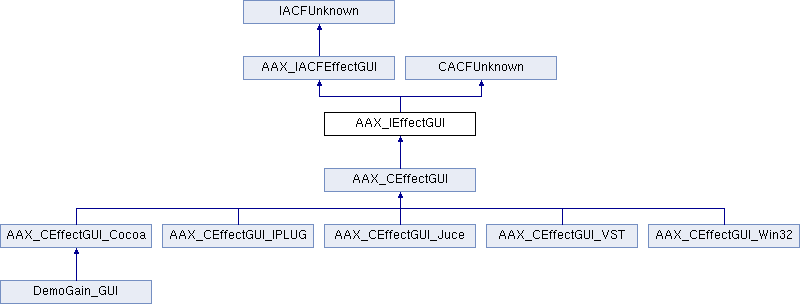 IACFUnknown
AAX_IACFEffectGUI
CACFUnknown
AAX_IEffectGUI
AAX_CEffectGUI
AAX_CEffectGUI_Cocoa
AAX_CEffectGUI_IPLUG
AAX_CEffectGUI_Juce
AAX_CEffectGUI_VST
AAX_CEffectGUI_Win32
DemoGain_GUI